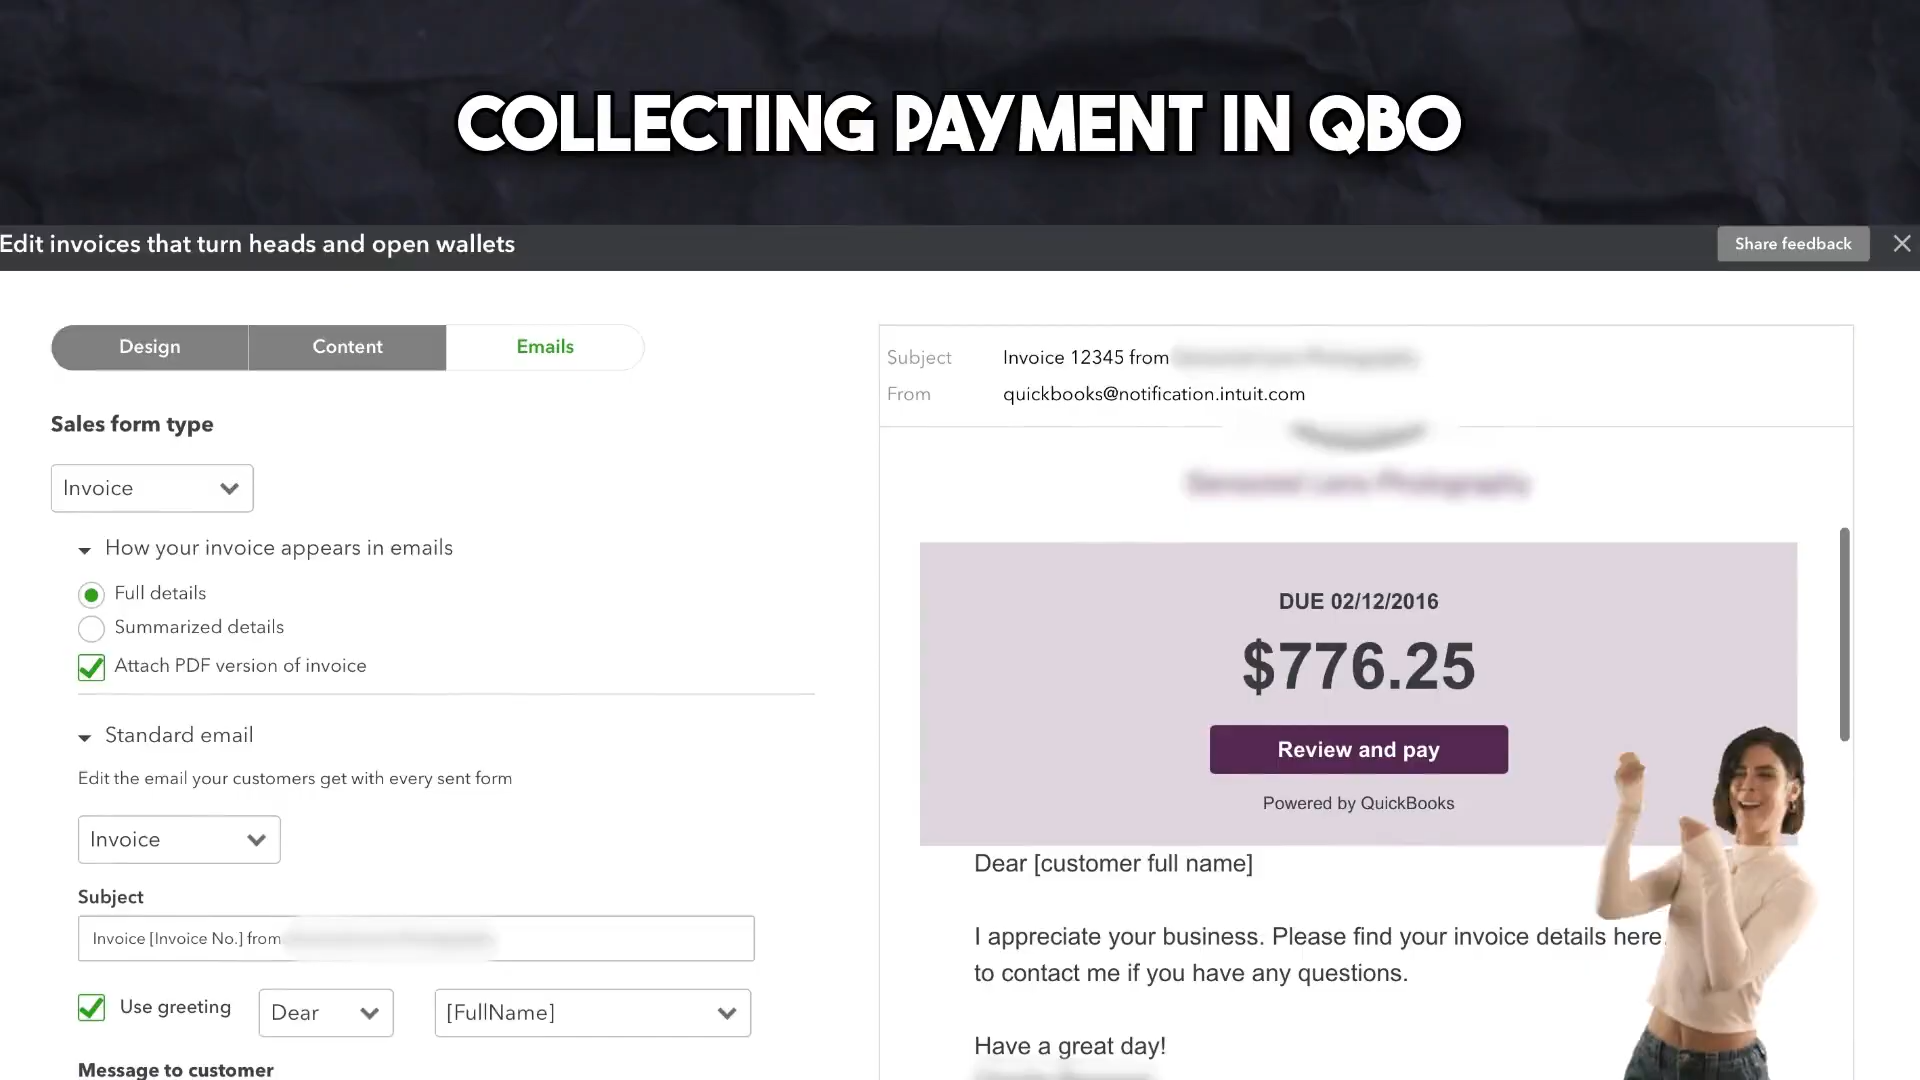 COLLECTING PAYMENT IN QBO
Edit invoices that turn heads and open wallets
Share feedback
Design
Content
Emails
Sales form type
Invoice
How your invoice appears in emails
Full details
Summarized details
Attach PDF version of invoice
Standard email
Edit the email your customers get with every sent form
Invoice
Subject
Invoice [Invoice No.] from
Use greeting
Dear
[FullName]
Message to customer
Subject
Invoice 12345 from
From
quickbooks@notification.intuit.com
DUE 02/12/2016
$776.25
Review and pay
Powered by QuickBooks
Dear [customer full name]
I appreciate your business. Please find your invoice details here
to contact me if you have any questions.
Have a great day!